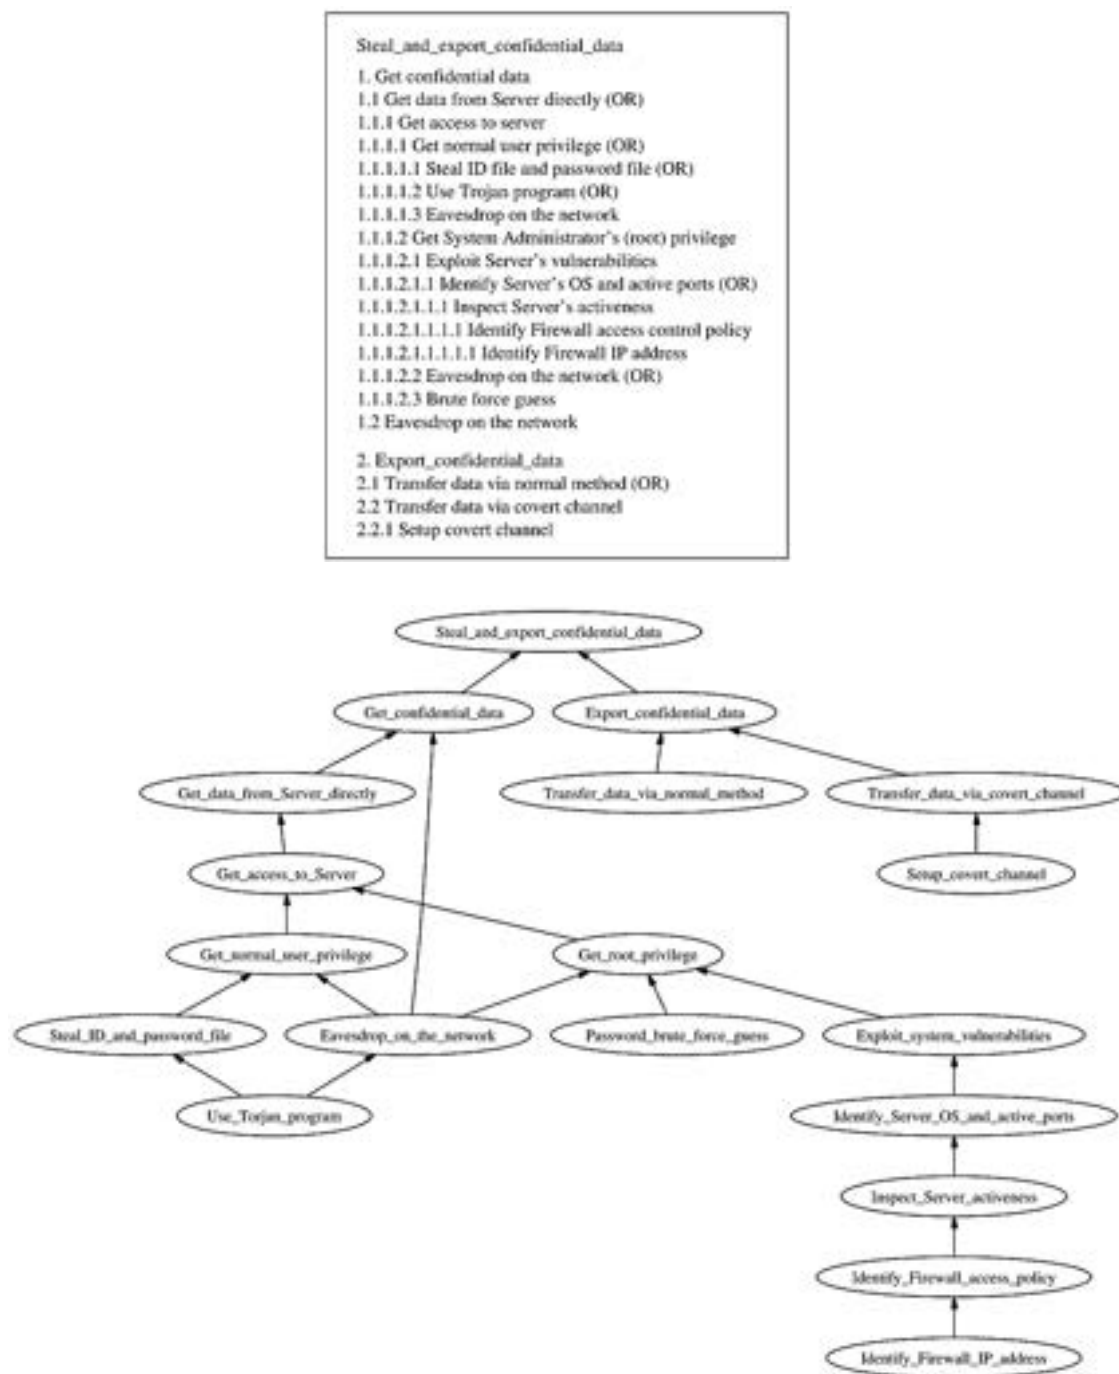 Steal_and_export_confidential_data
1. Get confidential data
1.1 Get data from Server directly (OR)
1.1.1 Get access to server
1.1.1.1 Get normal user privilege (OR)
1.1.1.1.1 Steal ID file and password file (OR)
1.1.1.1.2 Use Trojan program (OR)
1.1.1.1.3 Eavesdrop on the network
1.1.1.2 Get System Administrator's (root) privilege
1.1.1.2.1 Exploit Server's vulnerabilities
1.1.1.2.1.1 Identify Server's OS and active ports (OR)
1.1.1.2.1.1.1 Inspect Server's activeness
1.1.1.2.1.1.1.1 Identify Firewall access control policy
1.1.1.2.1.1.1.1.1 Identify Firewall IP address
1.1.1.2.2 Eavesdrop on the network (OR)
1.1.1.2.3 Brute force guess
1.2 Eavesdrop on the network
2. Export_confidential_data
2.1 Transfer data via normal method (OR)
2.2 Transfer data via covert channel
2.2.1 Setup covert channel
Steal_and_export_confidential_data
Get_confidential_data
Export_confidential_data
Get_data_from_Server_directly
Transfer_data_via_normal_method
Transfer_data_via_covert_channel
Get_access_to_Server
Setup_covert_channel
Get_normal_user_privilege
Get_root_privilege
Steal_ID_and_password_file
Eavesdrop_on_the_network
Password_brute_force_guess
Exploit_system_vulnerabilities
Use_Torjan_program
Identify_Server_OS_and_active_ports
Inspect_Server_activeness
Identify_Firewall_access_policy
Identify_Firewall_IP_address